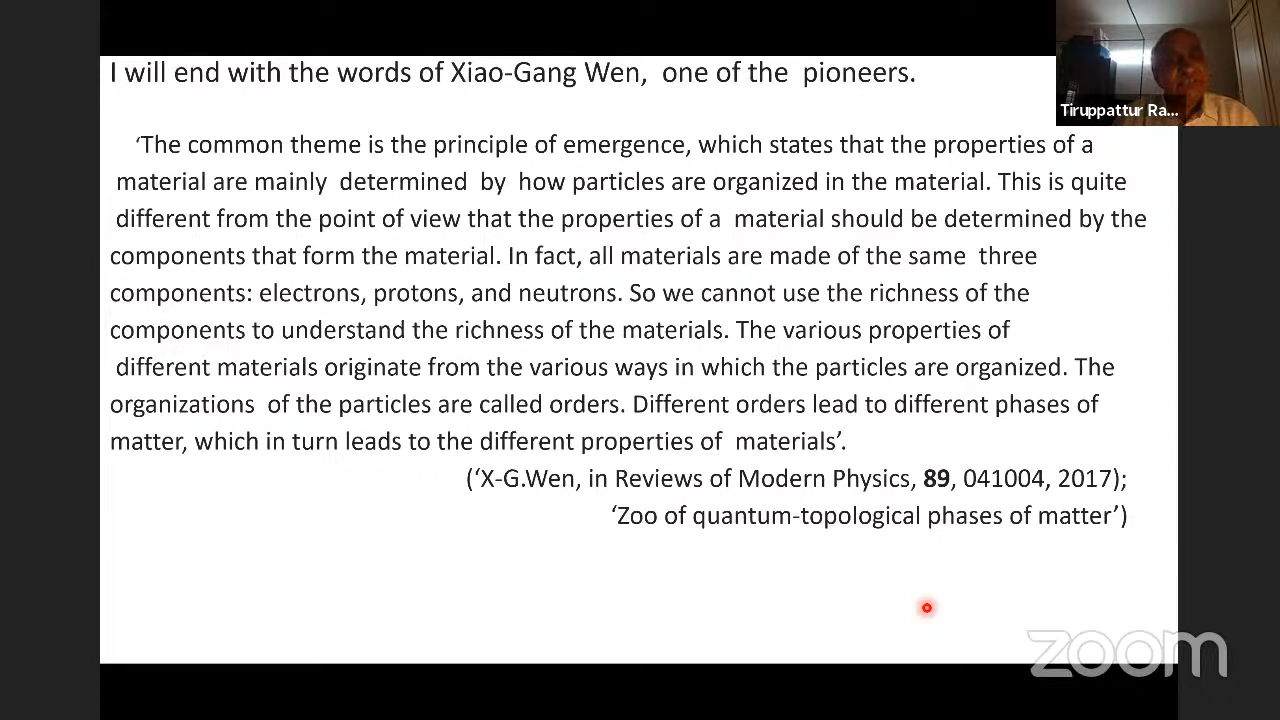 I will end with the words of Xiao-Gang Wen, one of the pioneers.
Tiruppattur Ra...
‘The common theme is the principle of emergence, which states that the properties of a
material are mainly determined by how particles are organized in the material. This is quite
different from the point of view that the properties of a material should be determined by the
components that form the material. In fact, all materials are made of the same three
components: electrons, protons, and neutrons. So we cannot use the richness of the
components to understand the richness of the materials. The various properties of
different materials originate from the various ways in which the particles are organized. The
organizations of the particles are called orders. Different orders lead to different phases of
matter, which in turn leads to the different properties of materials’.
(‘X-G.Wen, in Reviews of Modern Physics, 89, 041004, 2017);
‘Zoo of quantum-topological phases of matter’)
zoom